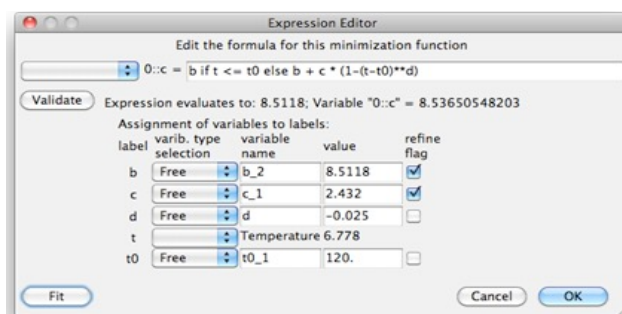 Expression Editor
Edit the formula for this minimization function
0::c = b if t <= t0 else b + c * (1-(t-t0)**d)
Validate Expression evaluates to: 8.5118; Variable "0::c" = 8.53650548203
Assignment of variables to labels:
label varib. type selection variable name value refine flag
b Free b_2 8.5118
c Free c_1 2.432
d Free d -0.025
t Temperature 6.778
t0 Free t0_1 120.
Fit Cancel OK